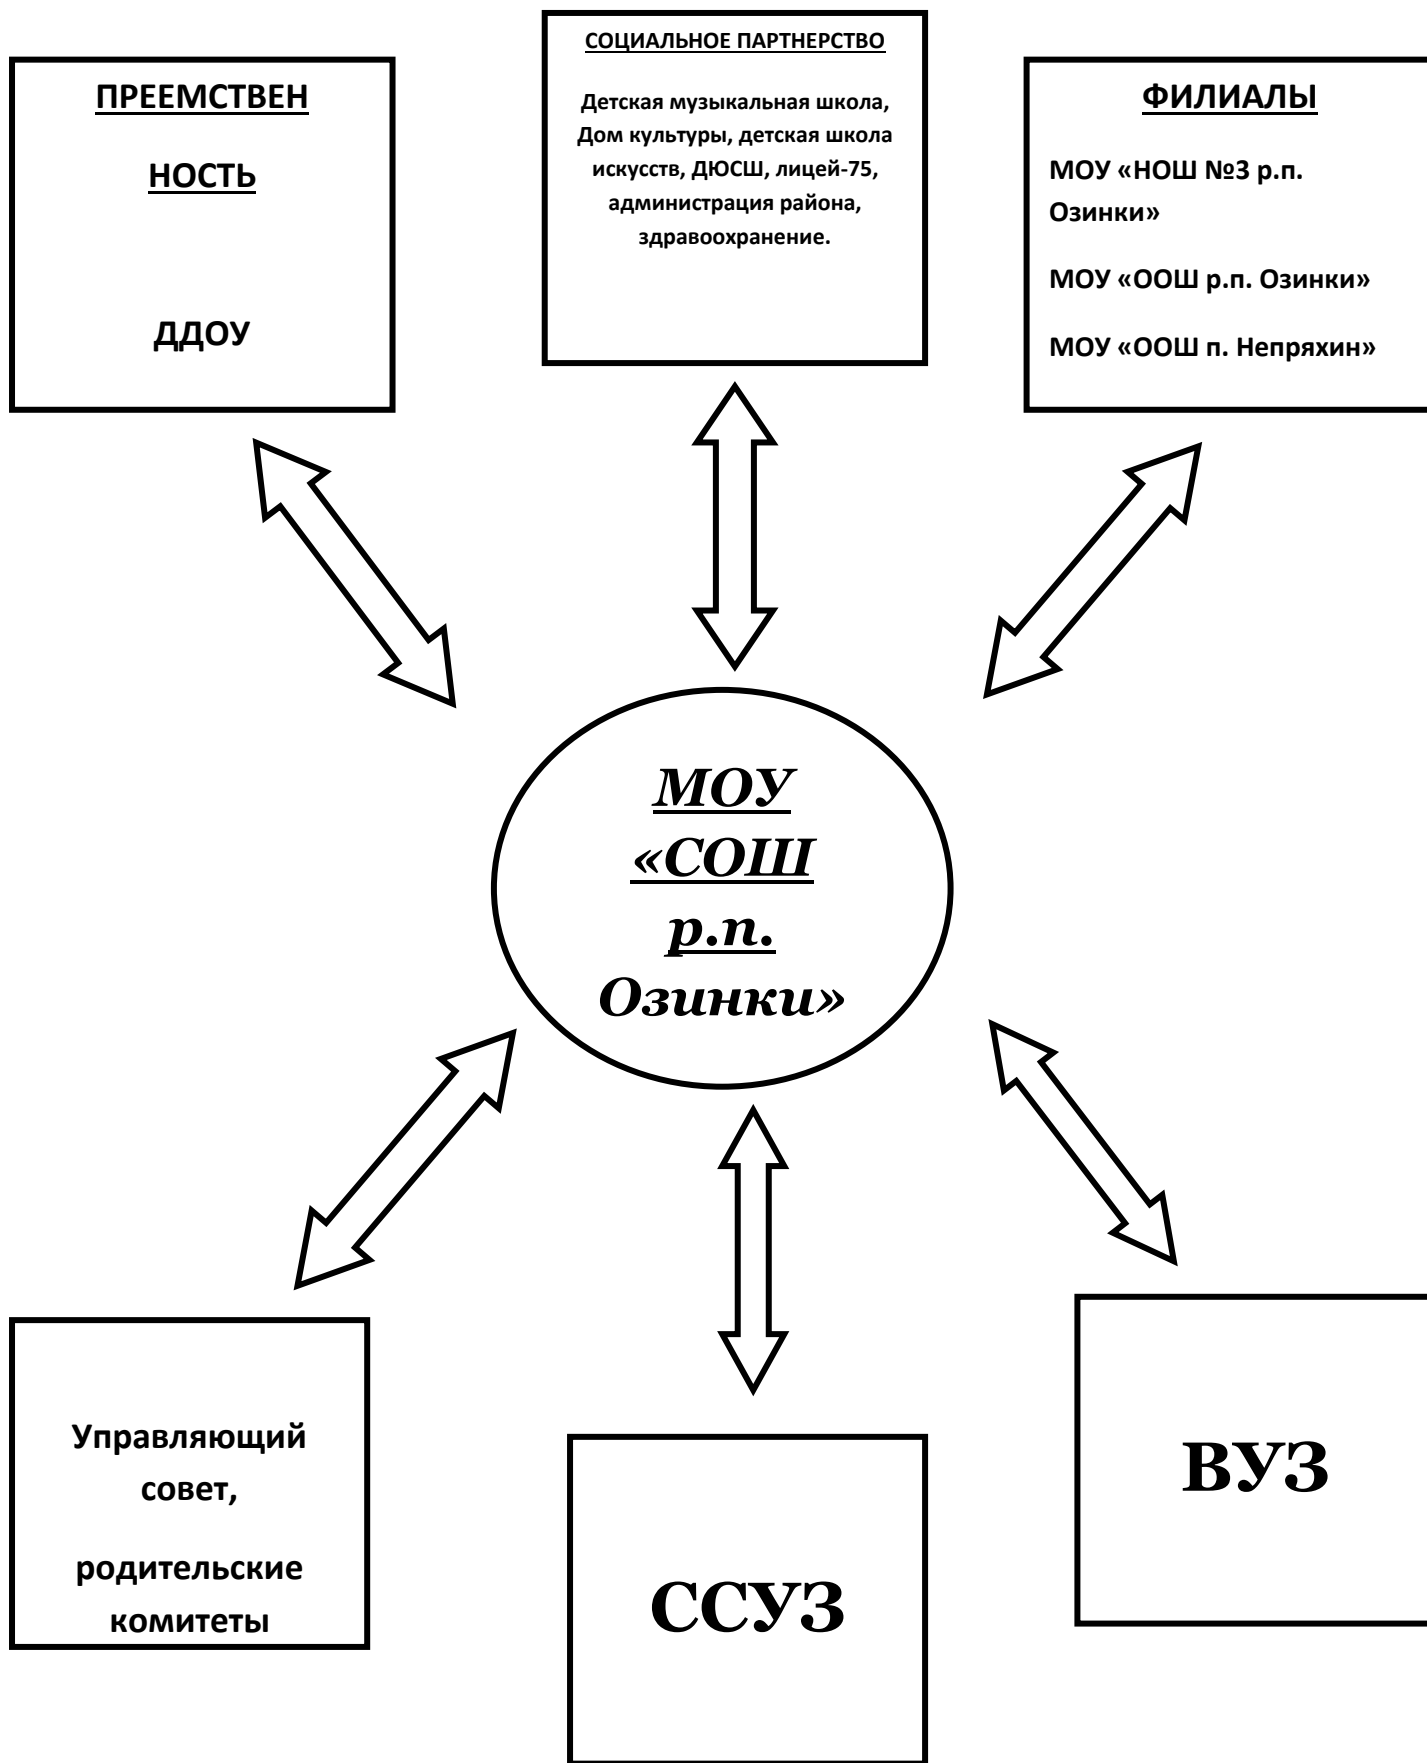 ПРЕЕМСТВЕН
НОСТЬ
ДДОУ
СОЦИАЛЬНОЕ ПАРТНЕРСТВО
Детская музыкальная школа,
Дом культуры, детская школа
искусств, ДЮСШ, лицей-75,
администрация района,
здравоохранение.
ФИЛИАЛЫ
МОУ «НОШ №3 р.п.
Озинки»
МОУ «ООШ р.п. Озинки»
МОУ «ООШ п. Непряхин»
МОУ
«СОШ
р.п.
Озинки»
Управляющий
совет,
родительские
комитеты
ССУЗ
ВУЗ